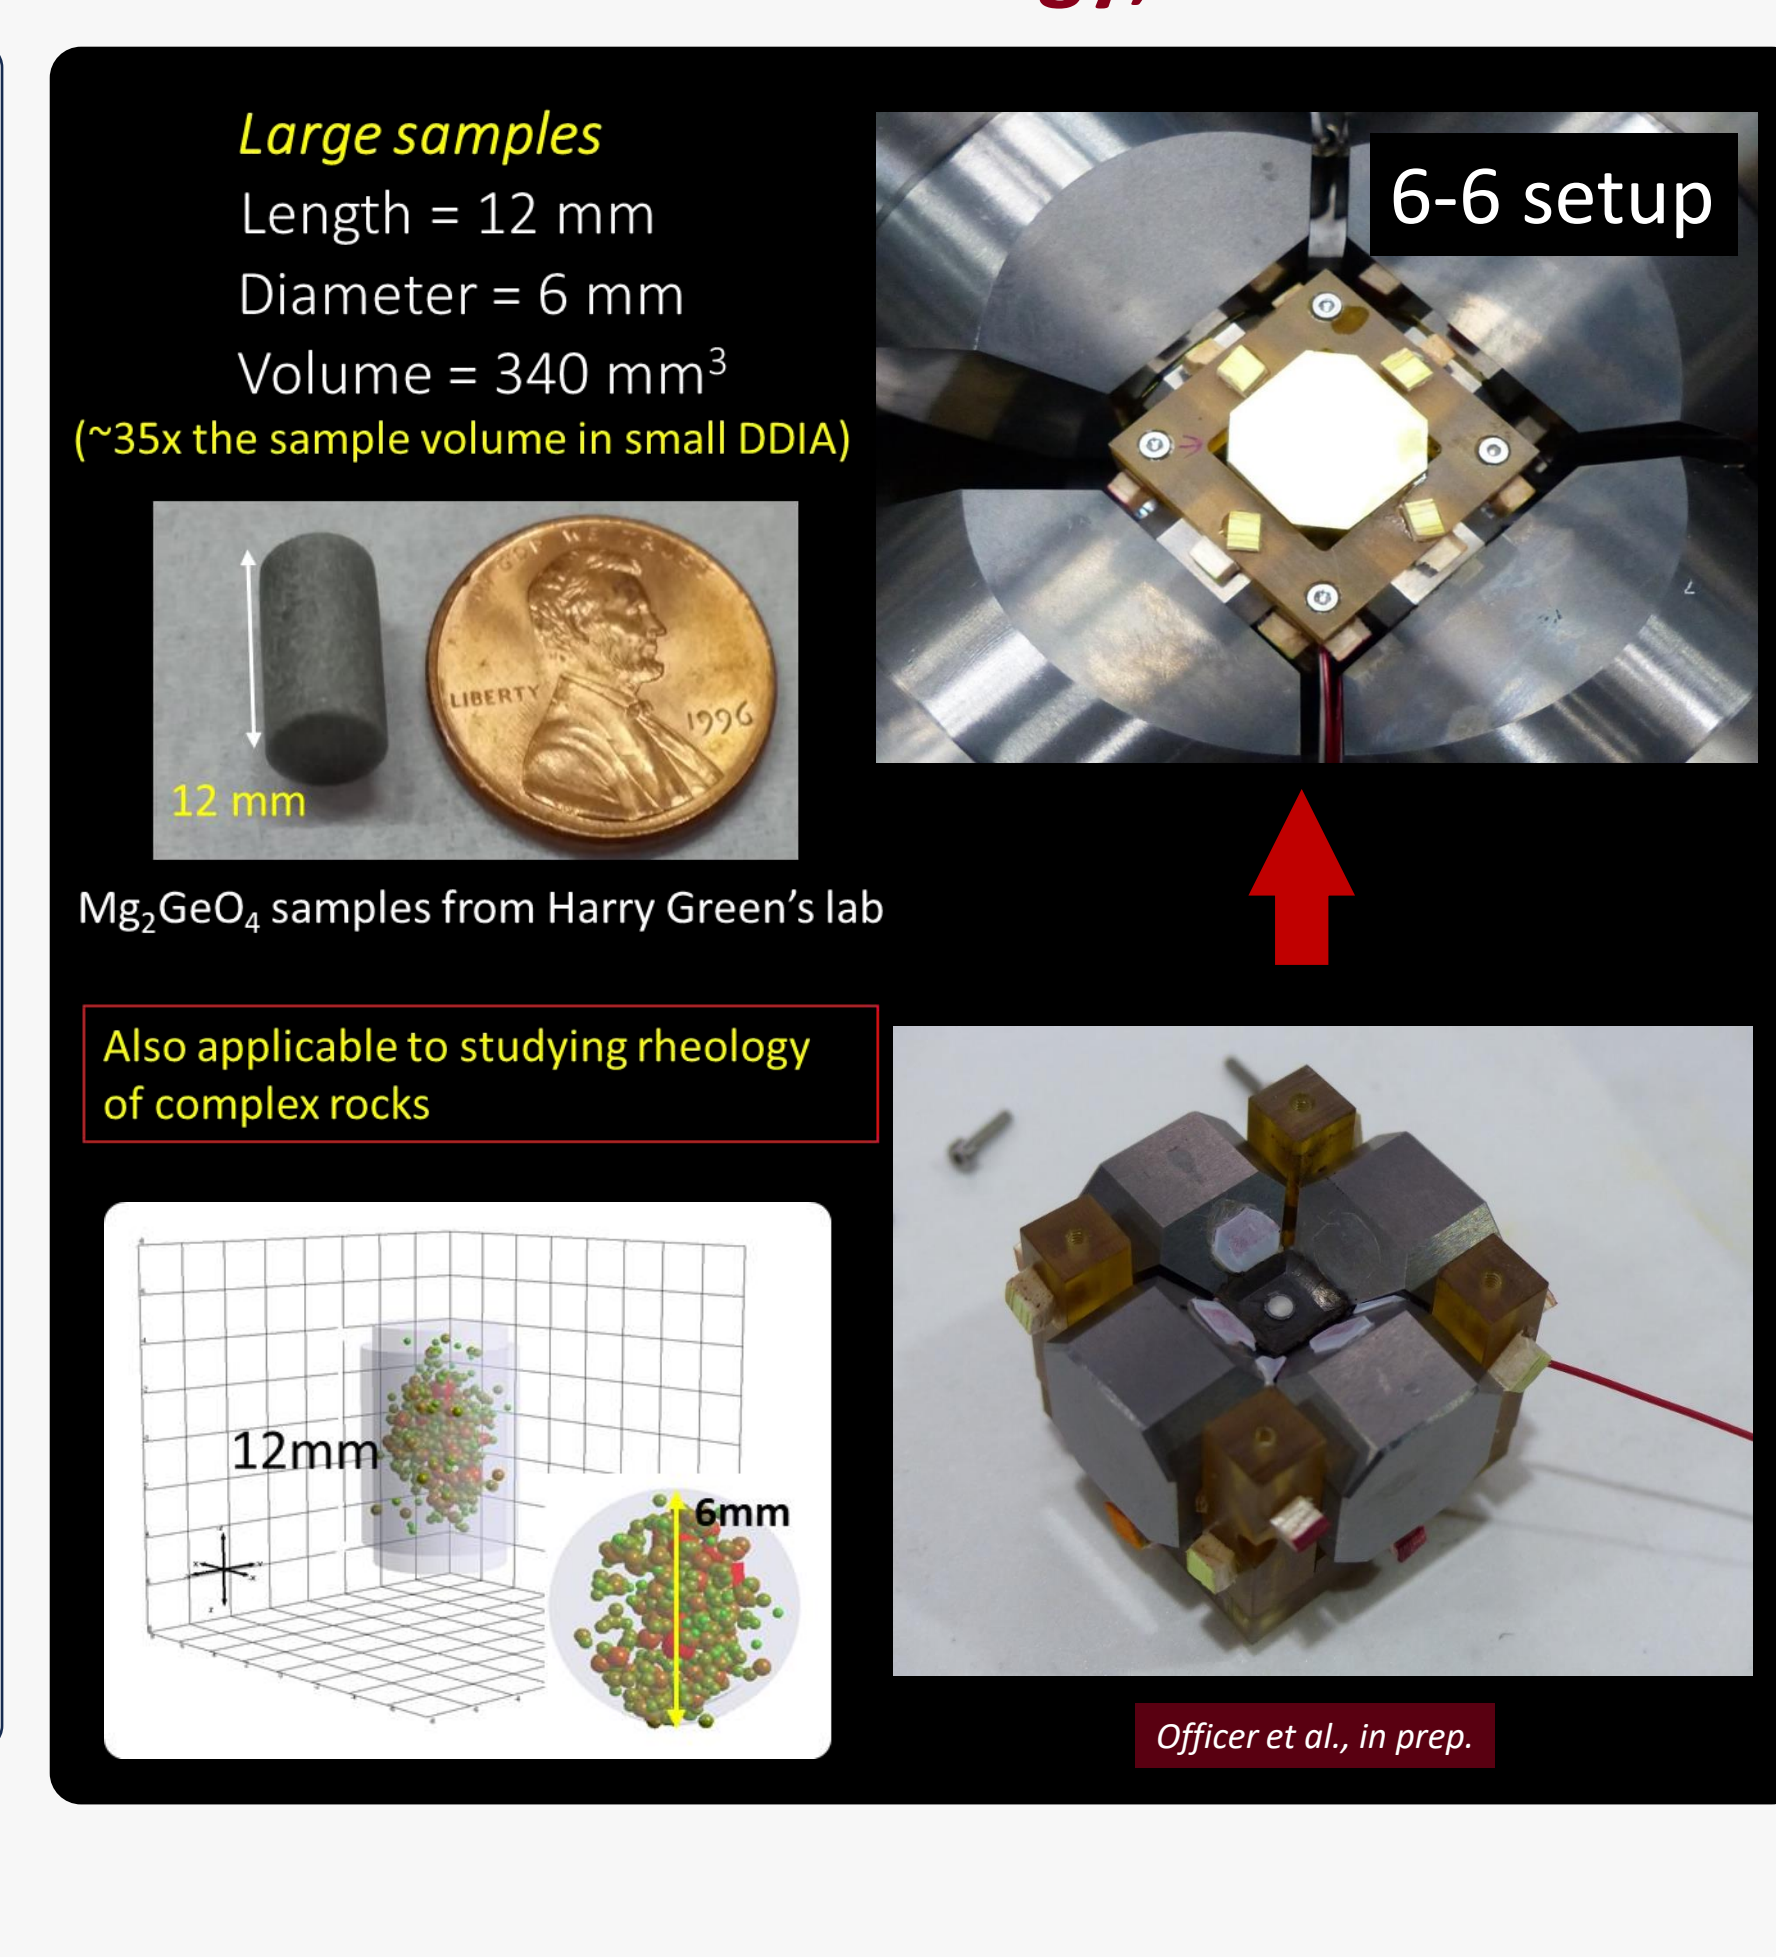 Large samples
Length = 12 mm
Diameter = 6 mm
Volume = 340 mm³
(~35x the sample volume in small DDIA)
6-6 setup
LIBERTY
1996
12 mm
Mg₂GeO₄ samples from Harry Green’s lab
Also applicable to studying rheology
of complex rocks
12mm
6mm
Officer et al., in prep.